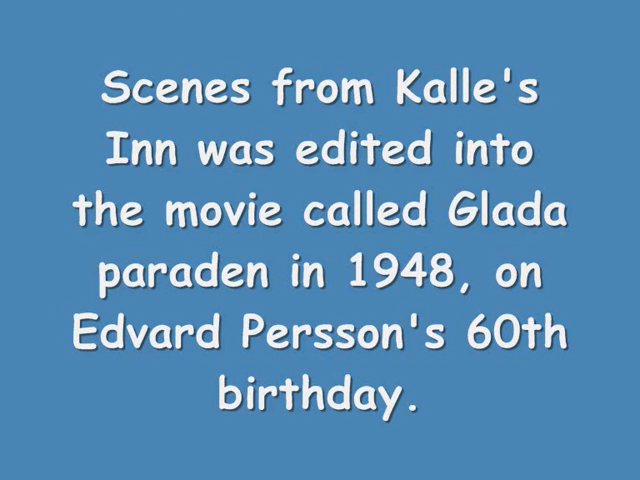 Scenes from Kalle's
Inn was edited into
the movie called Glada
paraden in 1948, on
Edvard Persson's 60th
birthday.